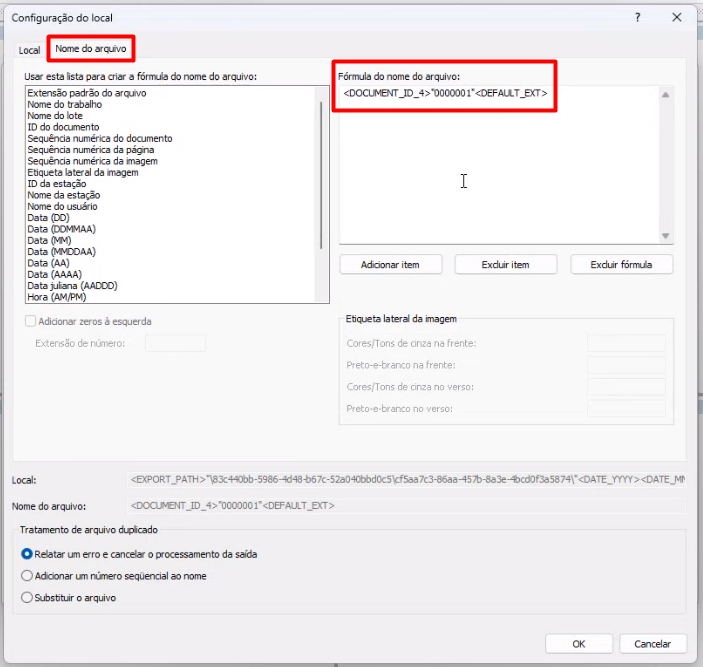 Configuração do local
?
Local
Nome do arquivo
Usar esta lista para criar a fórmula do nome do arquivo:
Extensão padrão do arquivo
Nome do trabalho
Nome do lote
ID do documento
Sequência numérica do documento
Sequência numérica da página
Sequência numérica da imagem
Etiqueta lateral da imagem
ID da estação
Nome da estação
Nome do usuário
Data (DD)
Data (DDMMAA)
Data (MM)
Data (MMDDAA)
Data (AA)
Data (AAAA)
Data juliana (AADDD)
Hora (AM/PM)
Fórmula do nome do arquivo:
<DOCUMENT_ID_4>"0000001"<DEFAULT_EXT>
Adicionar item
Excluir item
Excluir fórmula
Adicionar zeros à esquerda
Extensão de número:
Etiqueta lateral da imagem
Cores/Tons de cinza na frente:
Preto-e-branco na frente:
Cores/Tons de cinza no verso:
Preto-e-branco no verso:
Local:
<EXPORT_PATH>"\83c440bb-5986-4d48-b67c-52a040bbd0c5\cf5aa7c3-86aa-457b-8a3e-4bcd0f3a5874\"<DATE_YYYY><DATE_MM
Nome do arquivo:
<DOCUMENT_ID_4>"0000001"<DEFAULT_EXT>
Tratamento de arquivo duplicado
Relatar um erro e cancelar o processamento da saída
Adicionar um número seqüencial ao nome
Substituir o arquivo
OK
Cancelar